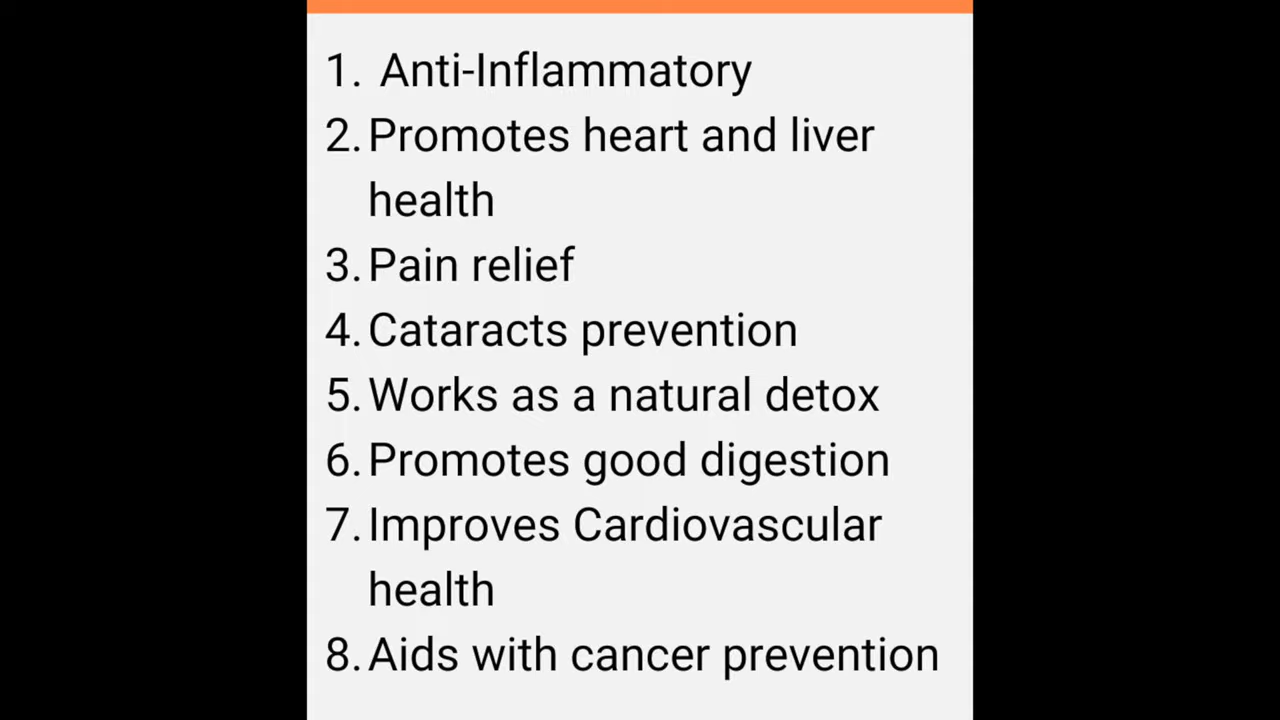 1. Anti-Inflammatory
2. Promotes heart and liver
health
3. Pain relief
4. Cataracts prevention
5. Works as a natural detox
6. Promotes good digestion
7. Improves Cardiovascular
health
8. Aids with cancer prevention